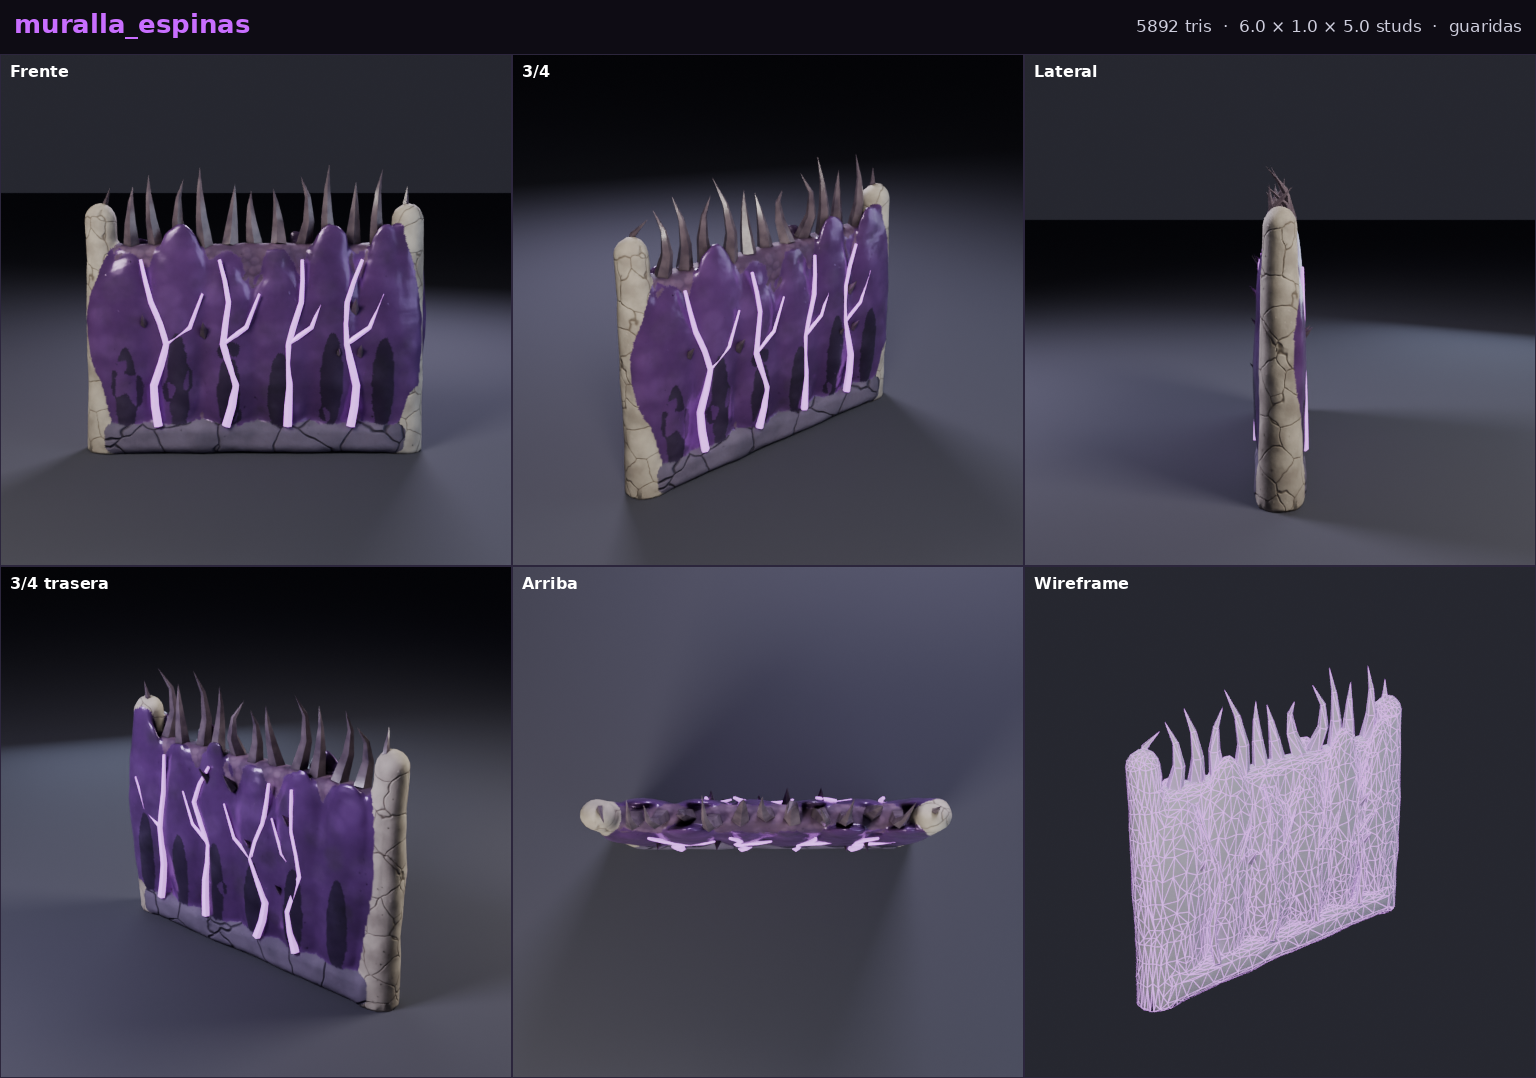 muralla_espinas
5892 tris · 6.0 × 1.0 × 5.0 studs · guaridas
Frente
3/4
Lateral
3/4 trasera
Arriba
Wireframe